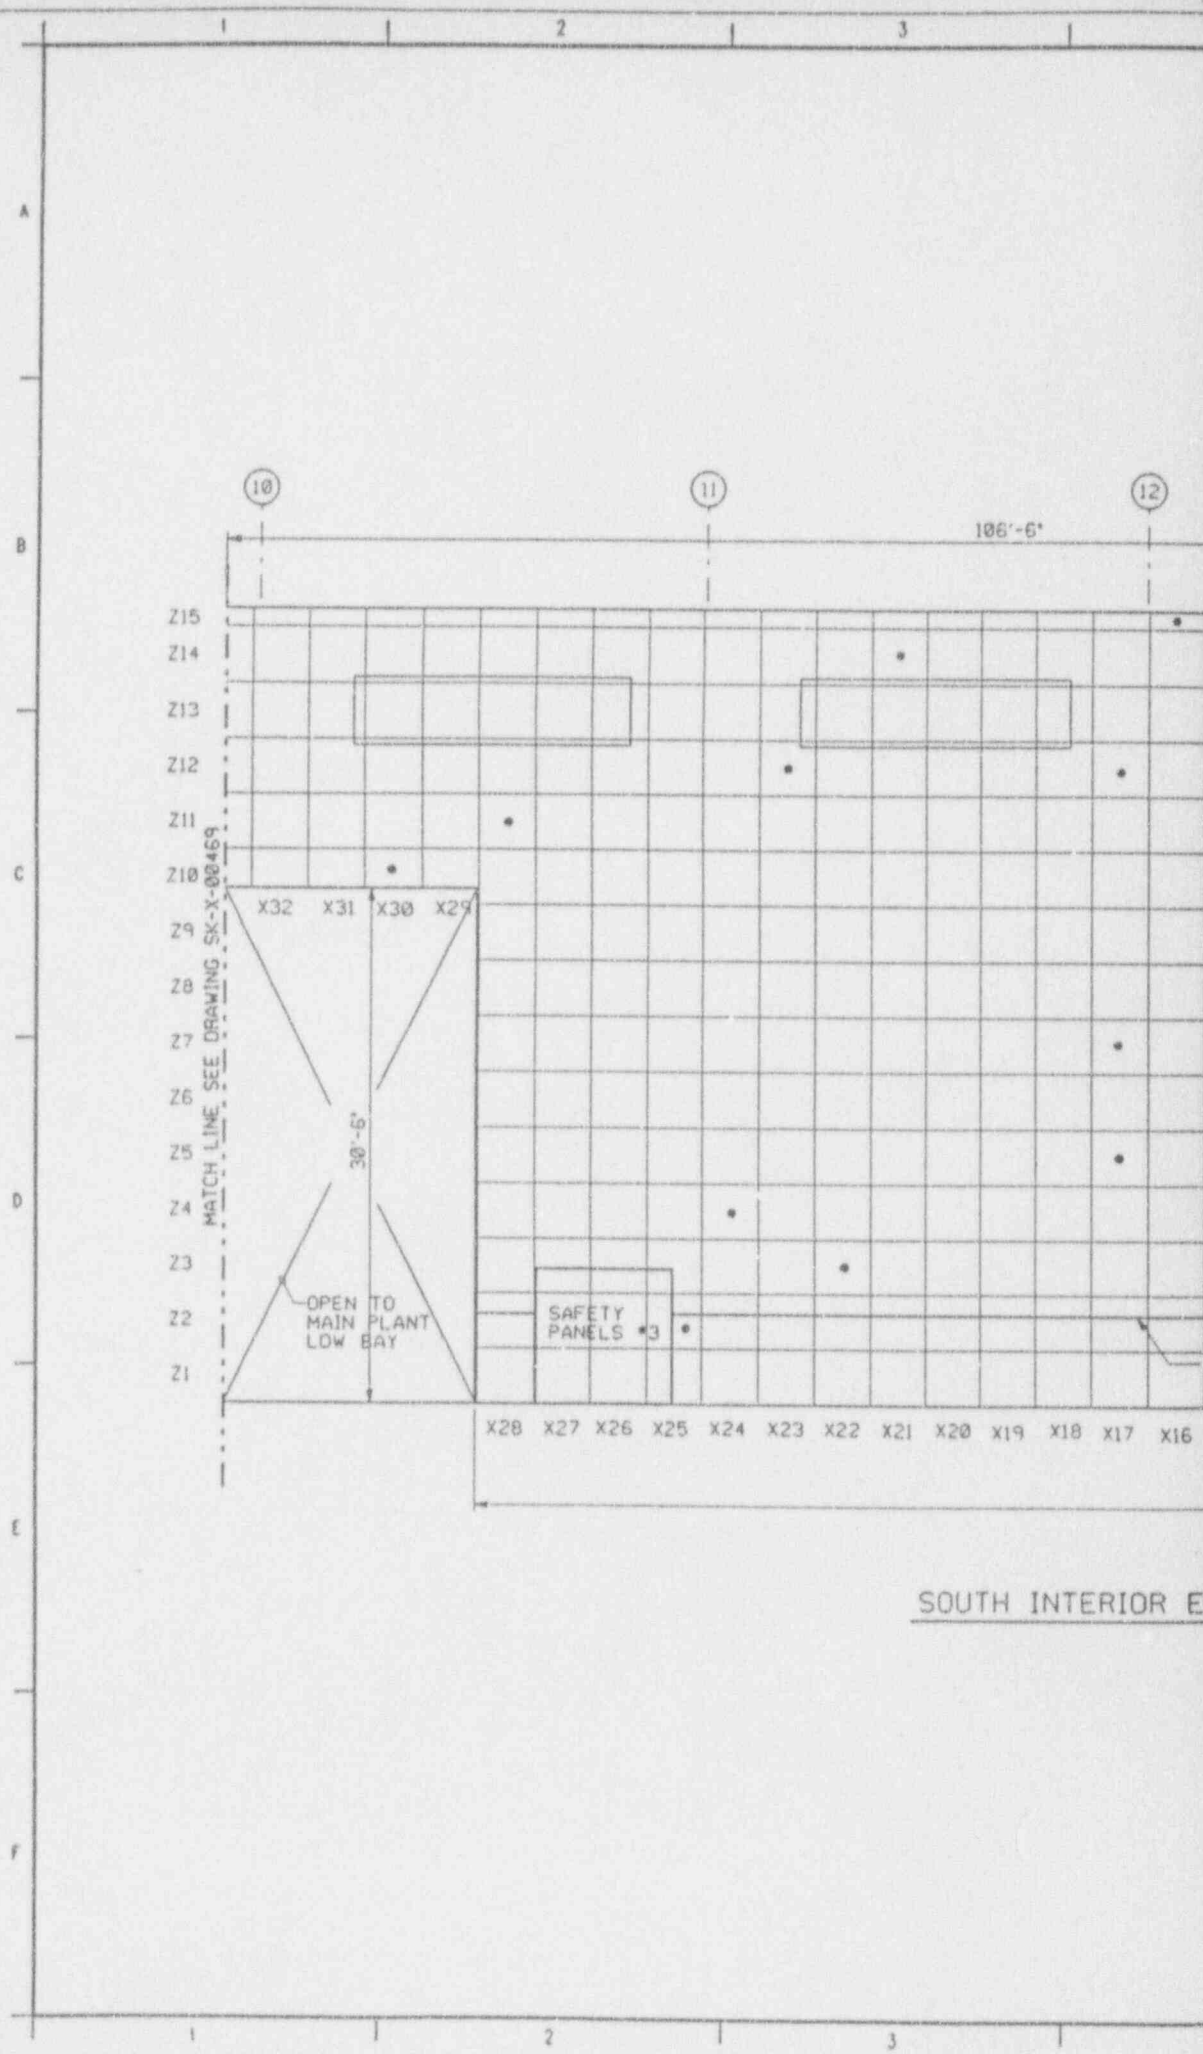 2 3
A
10 11 12
106'-6"
B
Z15
Z14
Z13
Z12
Z11
Z10
Z9
Z8
Z7
Z6
Z5
Z4
Z3
Z2
Z1
MATCH LINE SEE DRAWING SK-X-00469
C
X32 X31 X30 X29
30'-6"
D
OPEN TO
MAIN PLANT
LOW BAY
SAFETY
PANELS 3
X28 X27 X26 X25 X24 X23 X22 X21 X20 X19 X18 X17 X16
E
SOUTH INTERIOR E
F
1 2 3